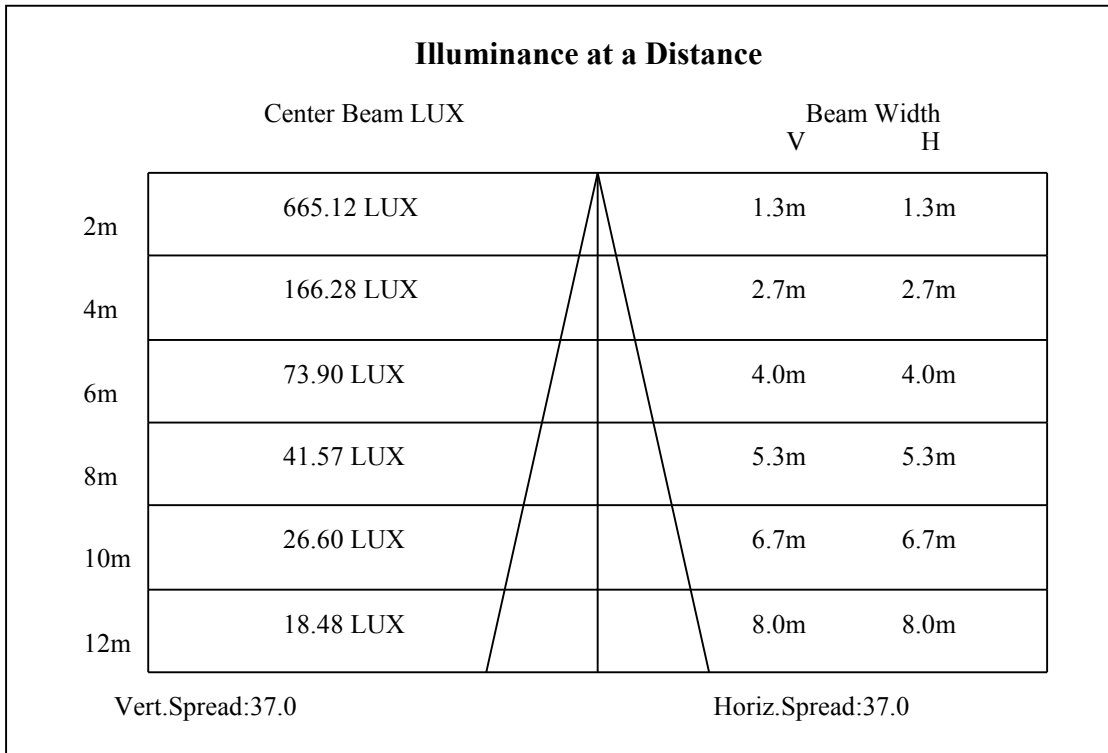 Illuminance at a Distance
Center Beam LUX Beam Width
V H
2m 665.12 LUX 1.3m 1.3m
4m 166.28 LUX 2.7m 2.7m
6m 73.90 LUX 4.0m 4.0m
8m 41.57 LUX 5.3m 5.3m
10m 26.60 LUX 6.7m 6.7m
12m 18.48 LUX 8.0m 8.0m
Vert.Spread:37.0 Horiz.Spread:37.0